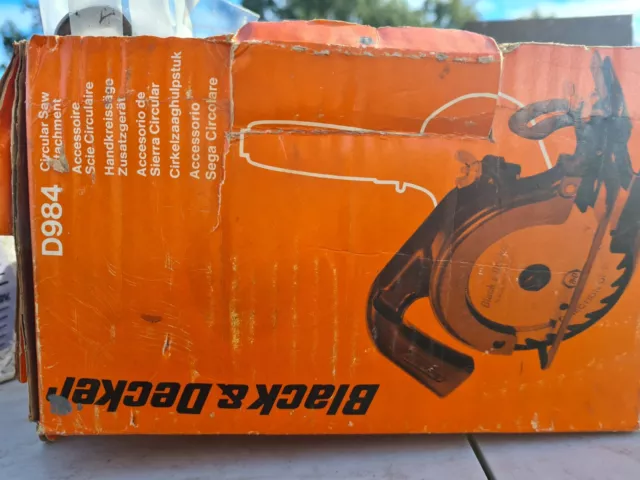 D984
Circular Saw
Attachment
Accessoire
Scie Circulaire
Handkreissäge
Zusatzgerät
Accesorio de
Sierra Circular
Cirkelzaaghulpstuk
Accessorio
Sega Circolare
Black & Decker